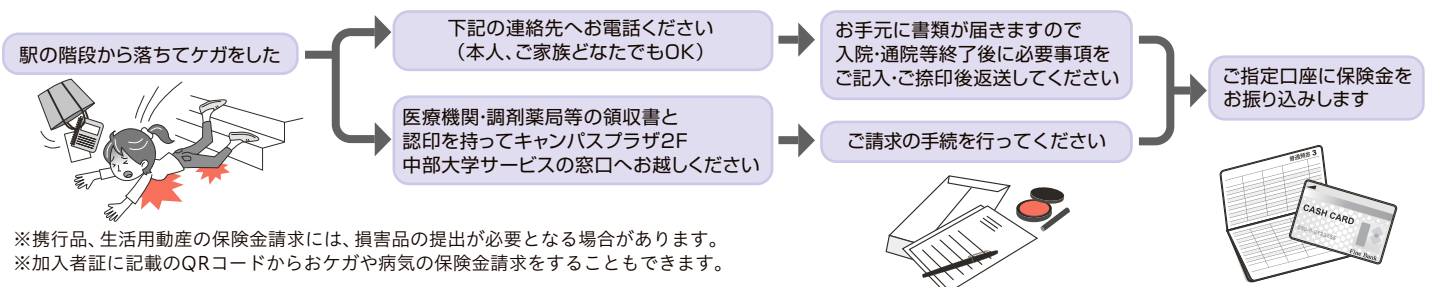 駅の階段から落ちてケガをした
下記の連絡先へお電話ください
（本人、ご家族どなたでもOK）
お手元に書類が届きますので
入院・通院等終了後に必要事項を
ご記入・ご捺印後返送してください
医療機関・調剤薬局等の領収書と
認印を持ってキャンパスプラザ2F
中部大学サービスの窓口へお越しください
ご請求の手続を行ってください
ご指定口座に保険金を
お振り込みします
普通預金 3
CASH CARD
Fine Bank
※携行品、生活用動産の保険金請求には、損害品の提出が必要となる場合があります。
※加入者証に記載のQRコードからおケガや病気の保険金請求をすることもできます。